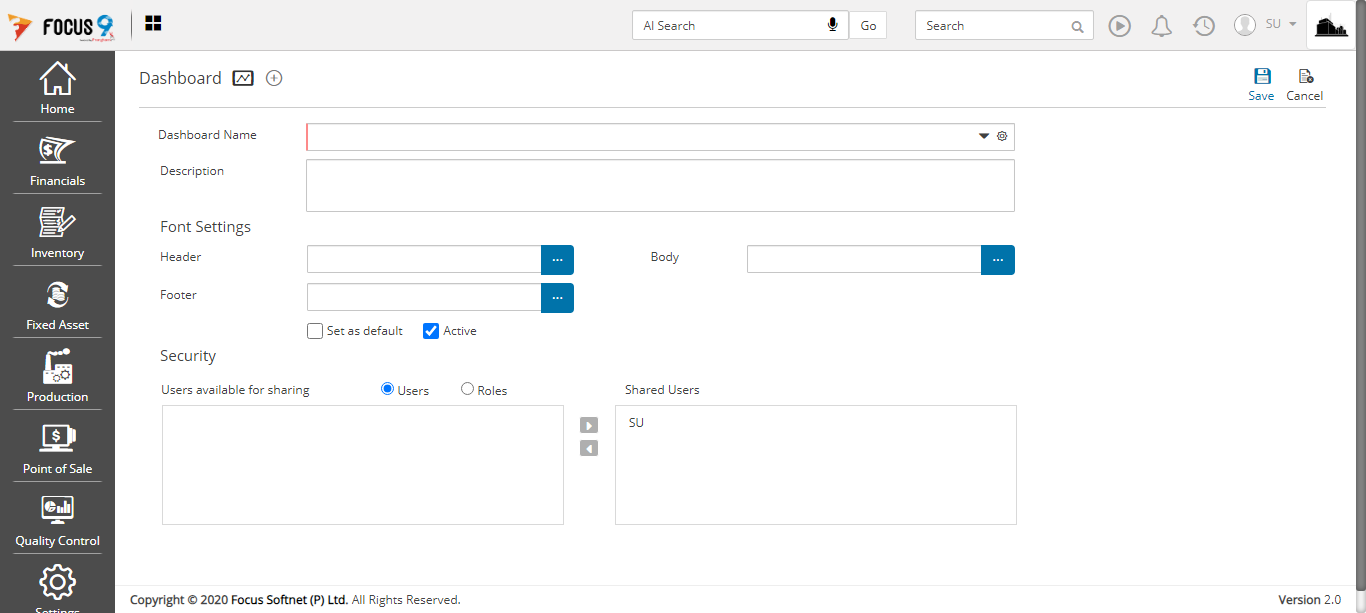 FOCUS 9
AI Search
Go
Search
SU
Home
Financials
Inventory
Fixed Asset
Production
Point of Sale
Quality Control
Settings
Dashboard
Save
Cancel
Dashboard Name
Description
Font Settings
Header
...
Body
...
Footer
...
Set as default
Active
Security
Users available for sharing
Users
Roles
Shared Users
SU
Copyright © 2020 Focus Softnet (P) Ltd. All Rights Reserved.
Version 2.0